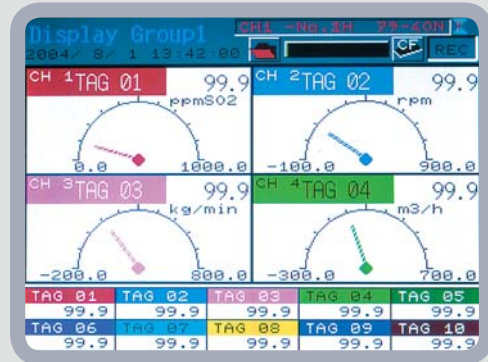 Display Group1
CH1 -No.1H
2004/ 8/ 1 13:42:00
CF
REC
CH 1 TAG 01 99.9
ppmSO2
0.0 1000.0
CH 2 TAG 02 99.9
rpm
-100.0 900.0
CH 3 TAG 03 99.9
kg/min
-200.0 800.0
CH 4 TAG 04 99.9
m3/h
-300.0 700.0
TAG 01 TAG 02 TAG 03 TAG 04 TAG 05
99.9 99.9 99.9 99.9 99.9
TAG 06 TAG 07 TAG 08 TAG 09 TAG 10
99.9 99.9 99.9 99.9 99.9